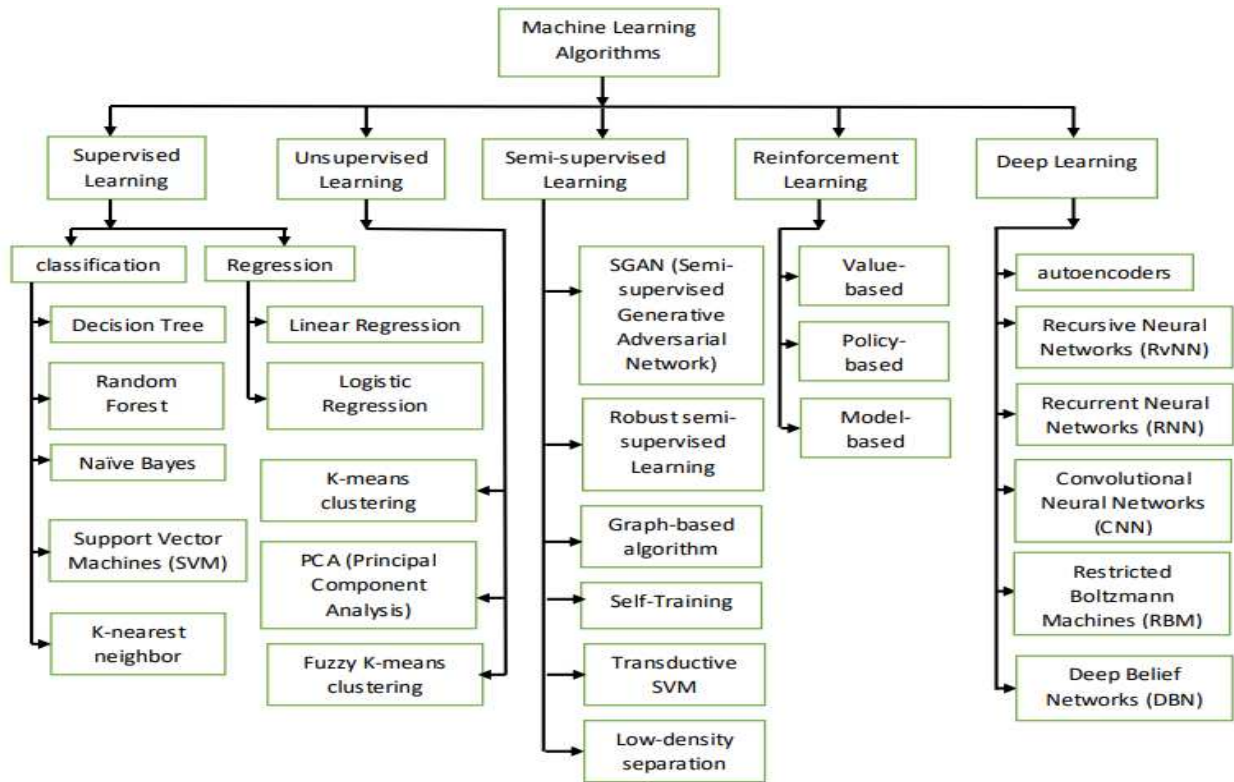 Machine Learning
Algorithms
Supervised
Learning
Unsupervised
Learning
Semi-supervised
Learning
Reinforcement
Learning
Deep Learning
classification
Regression
Decision Tree
Random
Forest
Naïve Bayes
Support Vector
Machines (SVM)
K-nearest
neighbor
Linear Regression
Logistic
Regression
K-means
clustering
PCA (Principal
Component
Analysis)
Fuzzy K-means
clustering
SGAN (Semi-
supervised
Generative
Adversarial
Network)
Robust semi-
supervised
Learning
Graph-based
algorithm
Self-Training
Transductive
SVM
Low-density
separation
Value-
based
Policy-
based
Model-
based
autoencoders
Recursive Neural
Networks (RvNN)
Recurrent Neural
Networks (RNN)
Convolutional
Neural Networks
(CNN)
Restricted
Boltzmann
Machines (RBM)
Deep Belief
Networks (DBN)